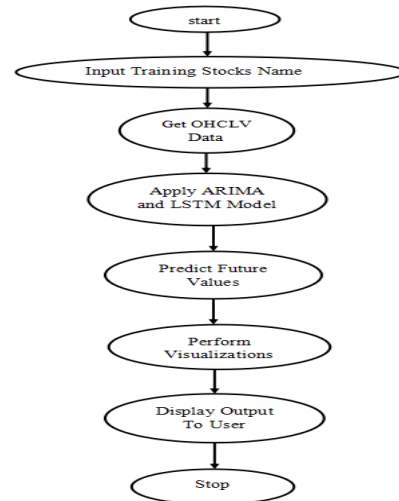 start
Input Training Stocks Name
Get OHCLV
Data
Apply ARIMA
and LSTM Model
Predict Future
Values
Perform
Visualizations
Display Output
To User
Stop